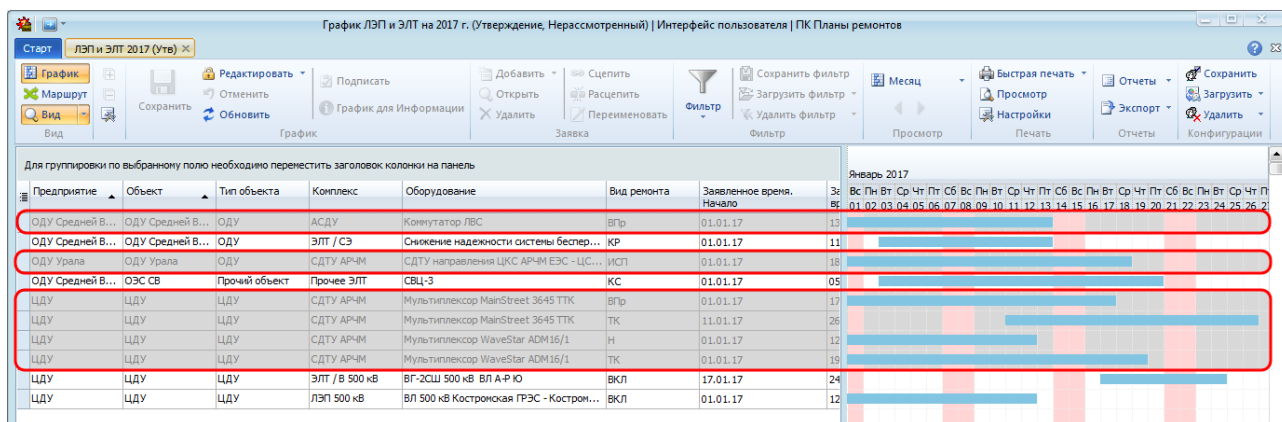 График ЛЭП и ЭЛТ на 2017 г. (Утверждение, Нерассмотренный) | Интерфейс пользователя | ПК Планы ремонтов
Старт ЛЭП и ЭЛТ 2017 (Утв)
График Редактировать Подписать Добавить Сцепить Сохранить фильтр Месяц Быстрая печать Отчеты Сохранить
Маршрут Сохранить Отменить График для Информации Открыть Расцепить Фильтр Загрузить фильтр Просмотр Экспорт Загрузить
Вид Обновить Удалить Переименовать Удалить фильтр Настройки Удалить
Вид График Заявка Фильтр Просмотр Печать Отчеты Конфигурации
Для группировки по выбранному полю необходимо переместить заголовок колонки на панель
Январь 2017
Предприятие Объект Тип объекта Комплекс Оборудование Вид ремонта Заявленное время. Начало За вр Вс Пн Вт Ср Чт Пт Сб Вс Пн Вт Ср Чт Пт Сб Вс Пн Вт Ср Чт Пт Сб Вс Пн Вт Ср Чт П
01 02 03 04 05 06 07 08 09 10 11 12 13 14 15 16 17 18 19 20 21 22 23 24 25 26 2
ОДУ Средней В... ОДУ Средней В... ОДУ АСДУ Коммутатор ЛВС ВПр 01.01.17 13
ОДУ Средней В... ОДУ Средней В... ОДУ ЭЛТ / СЭ Снижение надежности системы беспер... КР 01.01.17 11
ОДУ Урала ОДУ Урала ОДУ СДТУ АРЧМ СДТУ направления ЦКС АРЧМ ЕЭС - ЦС... ИСП 01.01.17 18
ОДУ Средней В... ОЭС СВ Прочий объект Прочее ЭЛТ СВЦ-3 КС 01.01.17 05
ЦДУ ЦДУ ЦДУ СДТУ АРЧМ Мультиплексор MainStreet 3645 ТТК ВПр 01.01.17 17
ЦДУ ЦДУ ЦДУ СДТУ АРЧМ Мультиплексор MainStreet 3645 ТТК ТК 11.01.17 26
ЦДУ ЦДУ ЦДУ СДТУ АРЧМ Мультиплексор WaveStar ADM16/1 Н 01.01.17 12
ЦДУ ЦДУ ЦДУ СДТУ АРЧМ Мультиплексор WaveStar ADM16/1 ТК 01.01.17 19
ЦДУ ЦДУ ЦДУ ЭЛТ / В 500 кВ ВГ-2СШ 500 кВ ВЛ А-Р Ю ВКЛ 17.01.17 24
ЦДУ ЦДУ ЦДУ ЛЭП 500 кВ ВЛ 500 кВ Костромская ГРЭС - Костром... ВКЛ 01.01.17 12